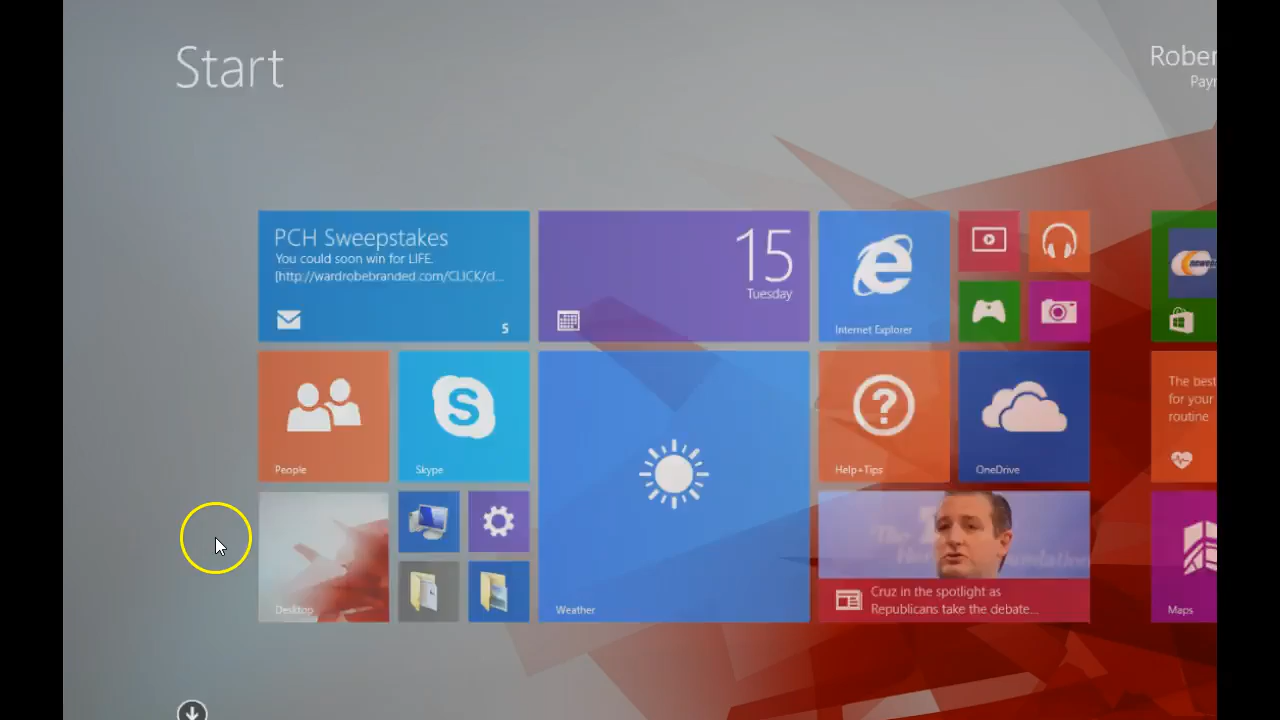 Start
Rober
Payn
PCH Sweepstakes
You could soon win for LIFE.
[http://wardrobebranded.com/CLICK/cl...
5
15
Tuesday
Internet Explorer
People
Skype
Weather
Help+Tips
OneDrive
The best
for your
routine
Desktop
Cruz in the spotlight as
Republicans take the debate...
Maps